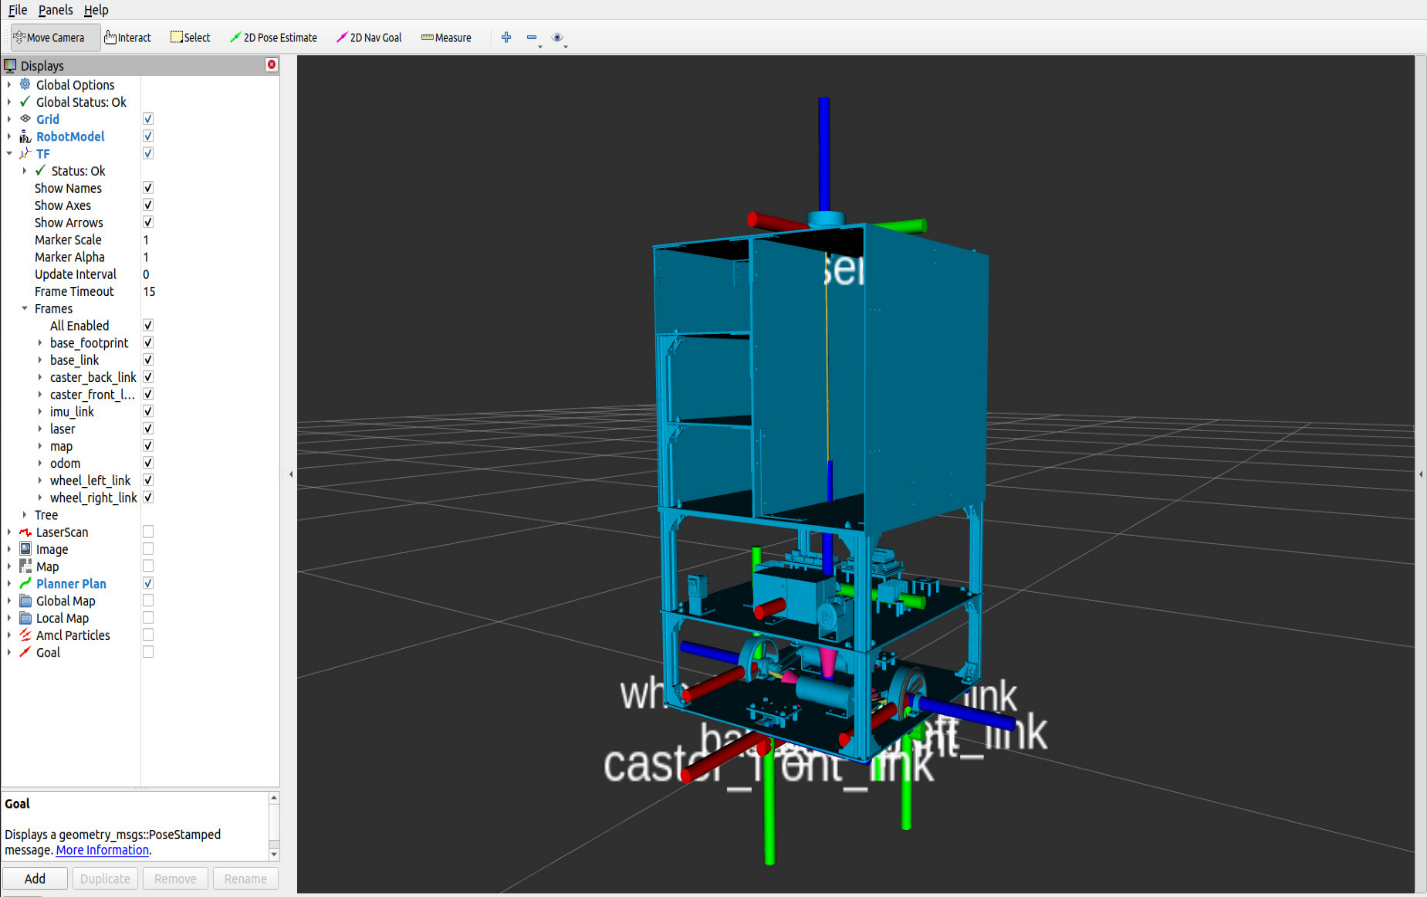 File Panels Help
Move Camera Interact Select 2D Pose Estimate 2D Nav Goal Measure
Displays
Global Options
Global Status: Ok
Grid
RobotModel
TF
Status: Ok
Show Names
Show Axes
Show Arrows
Marker Scale 1
Marker Alpha 1
Update Interval 0
Frame Timeout 15
Frames
All Enabled
base_footprint
base_link
caster_back_link
caster_front_l...
imu_link
laser
map
odom
wheel_left_link
wheel_right_link
Tree
LaserScan
Image
Map
Planner Plan
Global Map
Local Map
Amcl Particles
Goal
Goal
Displays a geometry_msgs::PoseStamped
message. More Information.
Add Duplicate Remove Rename
caster_front_link